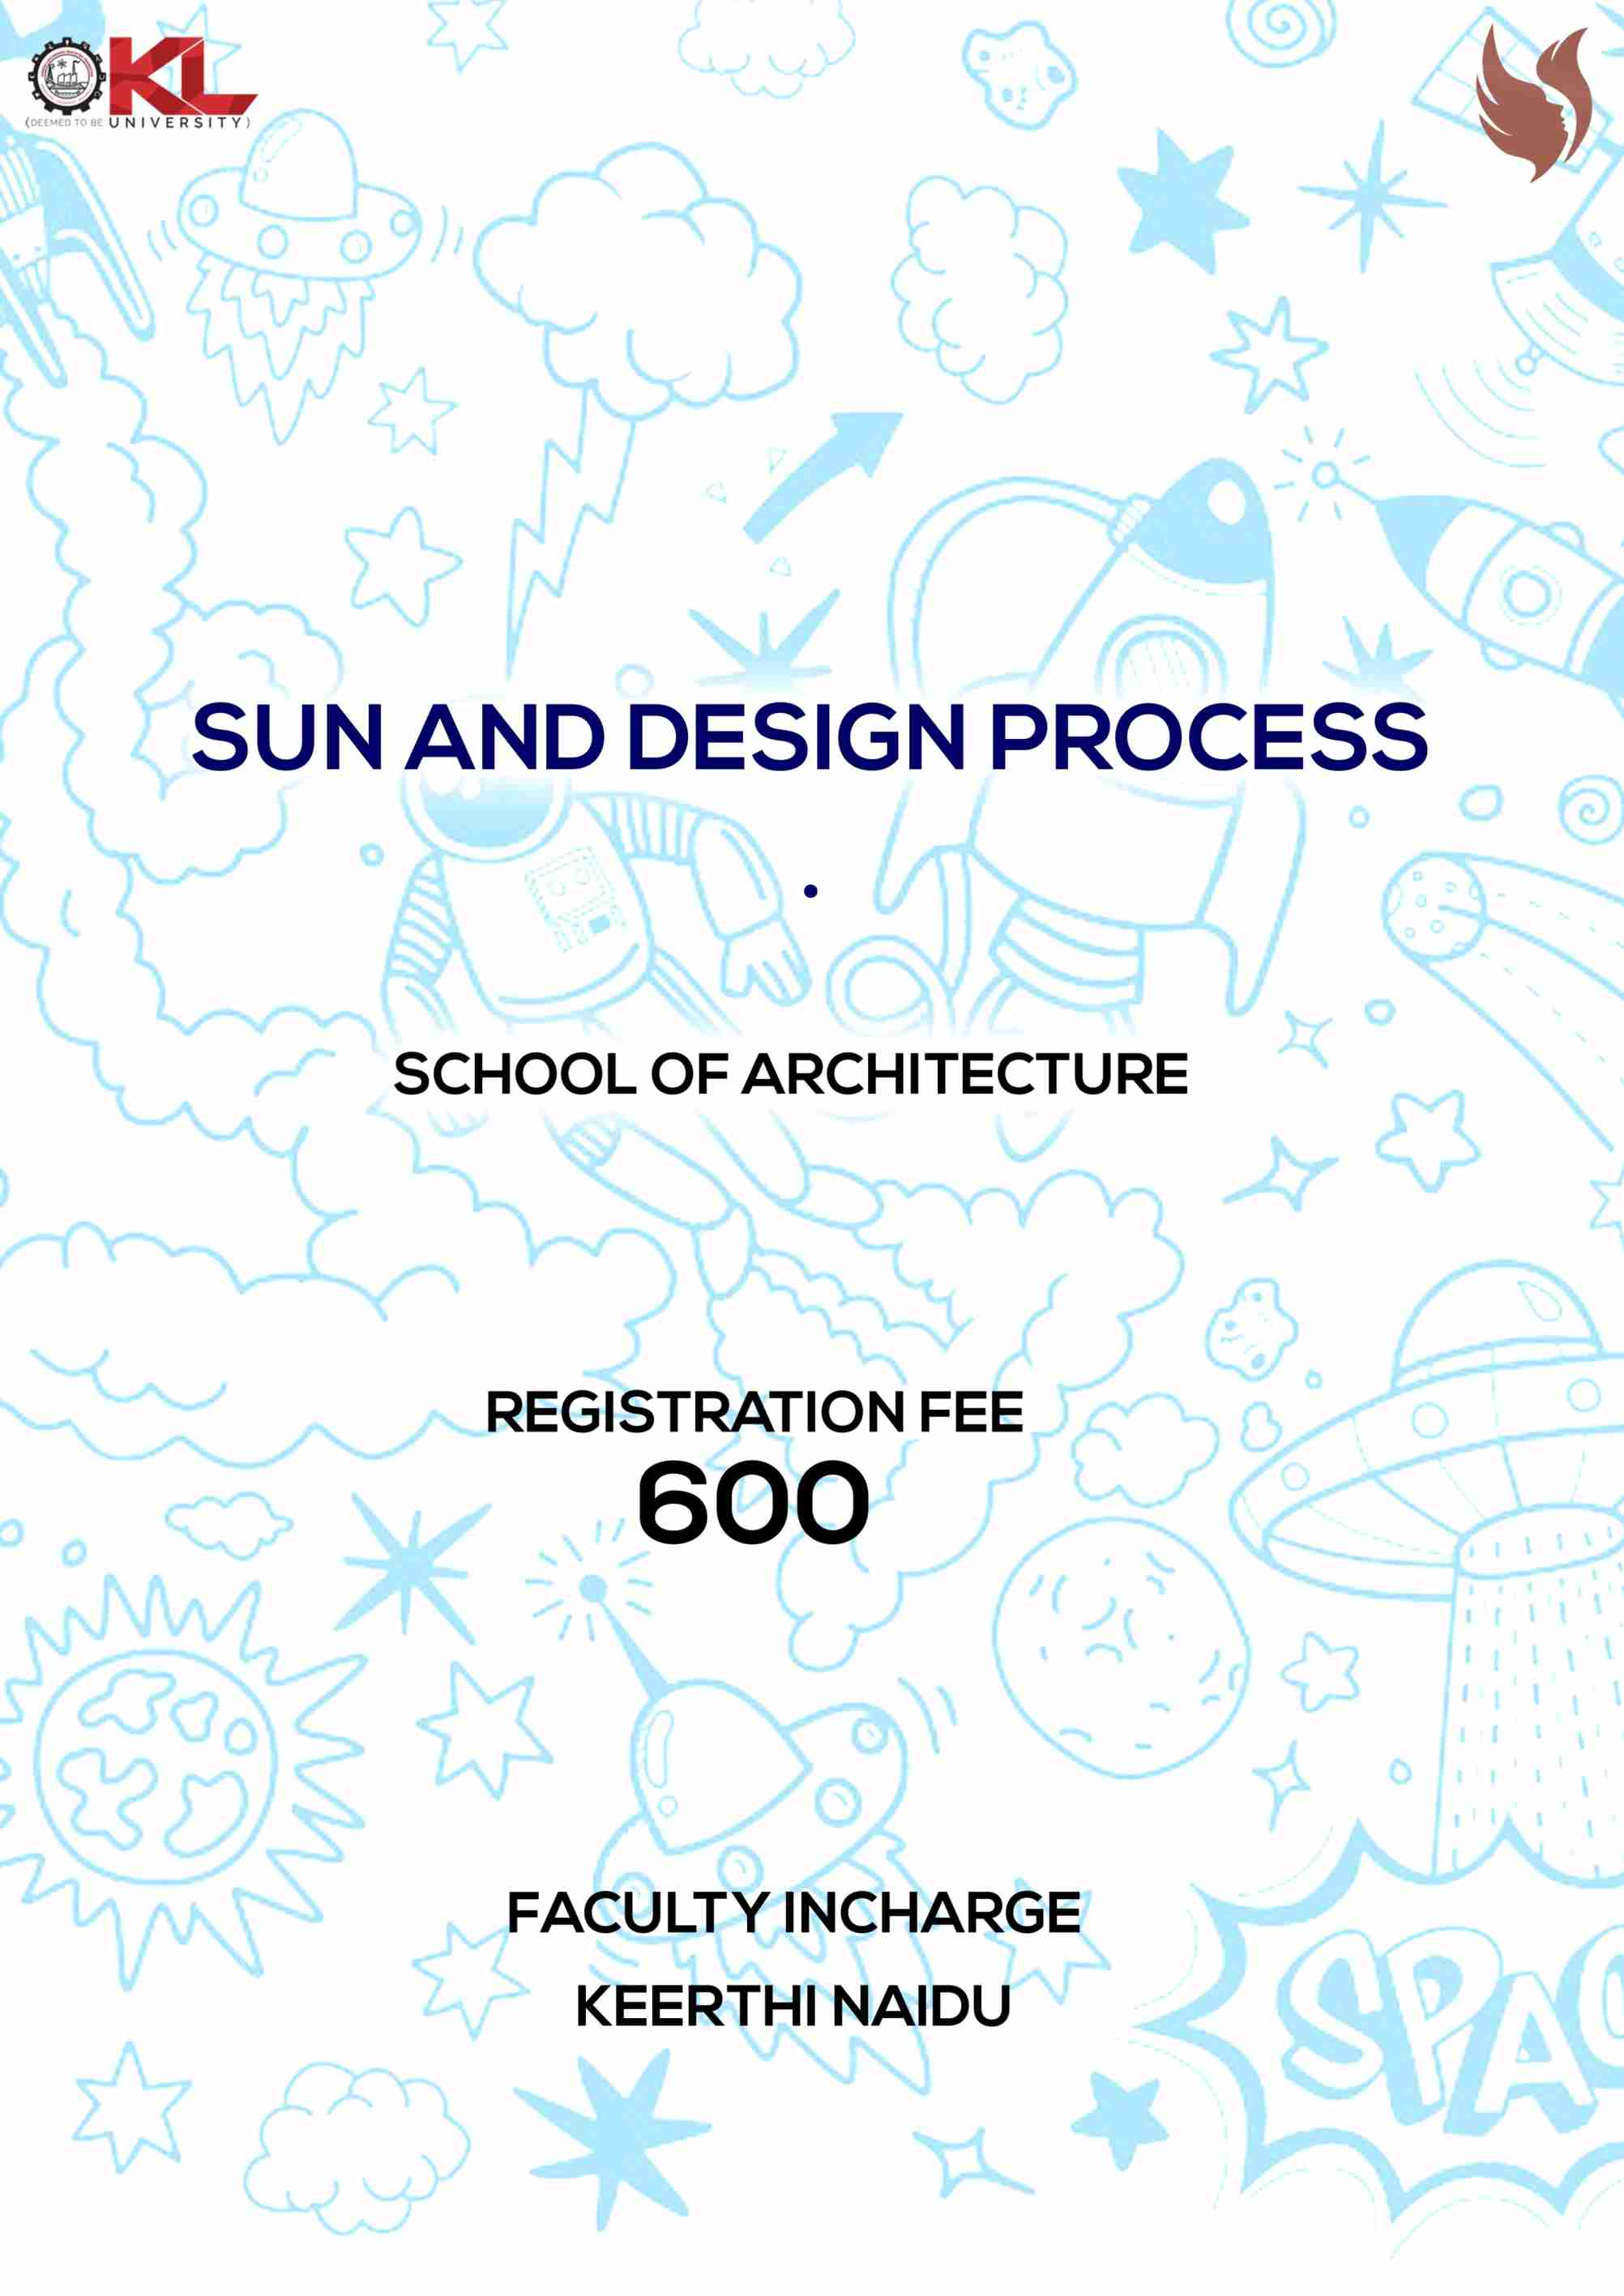 KL
(DEEMED TO BE UNIVERSITY)
SUN AND DESIGN PROCESS
.
SCHOOL OF ARCHITECTURE
REGISTRATION FEE
600
FACULTY INCHARGE
KEERTHI NAIDU
SPAC